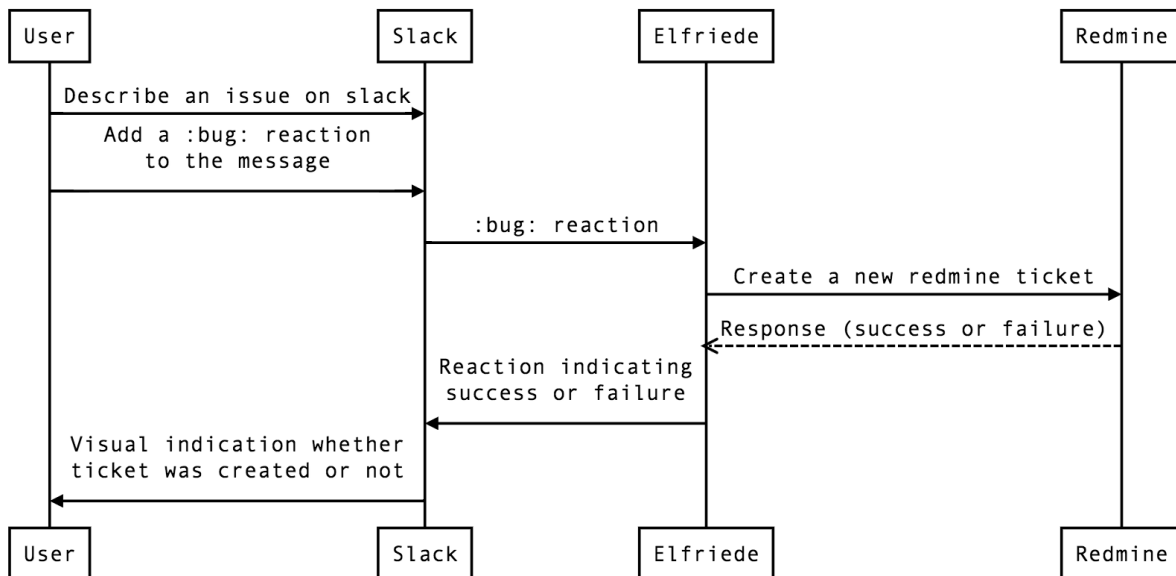 User
Slack
Elfriede
Redmine
Describe an issue on slack
Add a :bug: reaction
to the message
:bug: reaction
Create a new redmine ticket
Response (success or failure)
Reaction indicating
success or failure
Visual indication whether
ticket was created or not
User
Slack
Elfriede
Redmine